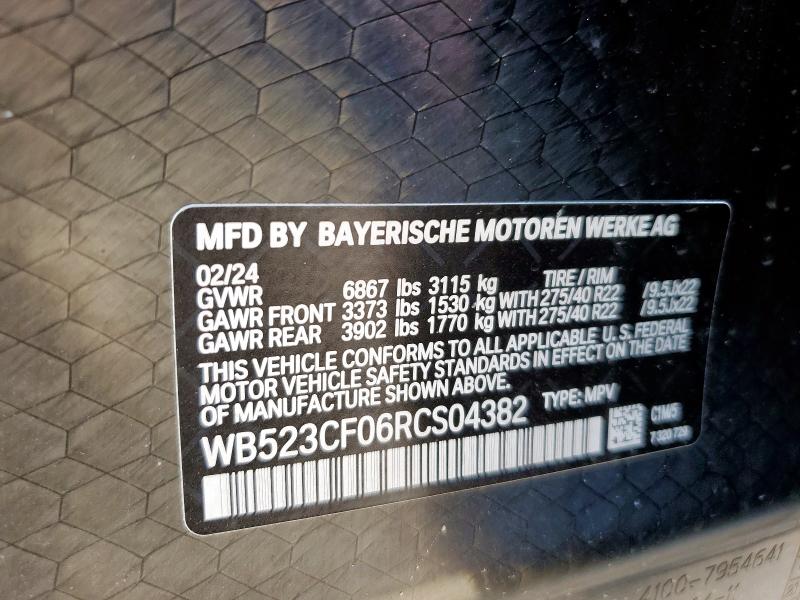 MFD BY BAYERISCHE MOTOREN WERKE AG
02/24 TIRE / RIM
GVWR 6867 lbs 3115 kg
GAWR FRONT 3373 lbs 1530 kg WITH 275/40 R22 /9.5Jx22
GAWR REAR 3902 lbs 1770 kg WITH 275/40 R22 /9.5Jx22
THIS VEHICLE CONFORMS TO ALL APPLICABLE U. S. FEDERAL
MOTOR VEHICLE SAFETY STANDARDS IN EFFECT ON THE DATE
OF MANUFACTURE SHOWN ABOVE.
WB523CF06RCS04382 TYPE: MPV
C1M5
4100-7954641